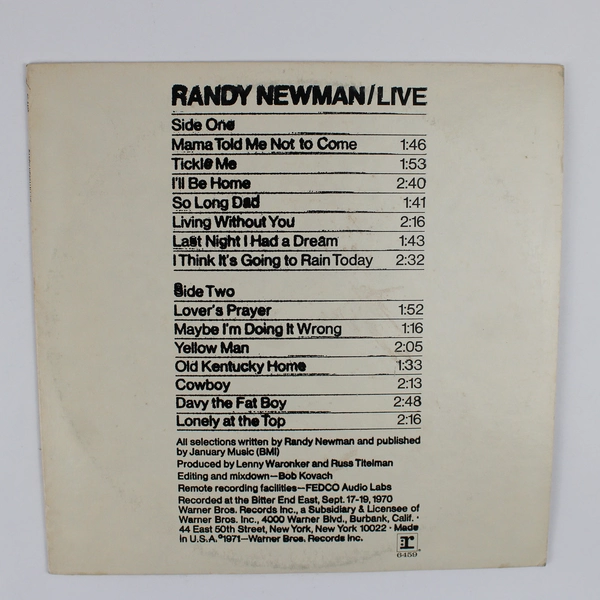 RANDY NEWMAN/LIVE
Side One
Mama Told Me Not to Come 1:46
Tickle Me 1:53
I'll Be Home 2:40
So Long Dad 1:41
Living Without You 2:16
Last Night I Had a Dream 1:43
I Think It's Going to Rain Today 2:32
Side Two
Lover's Prayer 1:52
Maybe I'm Doing It Wrong 1:16
Yellow Man 2:05
Old Kentucky Home 1:33
Cowboy 2:13
Davy the Fat Boy 2:48
Lonely at the Top 2:16
All selections written by Randy Newman and published
by January Music (BMI)
Produced by Lenny Waronker and Russ Titelman
Editing and mixdown—Bob Kovach
Remote recording facilities—FEDCO Audio Labs
Recorded at the Bitter End East, Sept. 17-19, 1970
Warner Bros. Records Inc., a Subsidiary & Licensee of
Warner Bros. Inc., 4000 Warner Blvd., Burbank, Calif. ·
44 East 50th Street, New York, New York 10022 · Made
in U.S.A. ℗1971—Warner Bros. Records Inc.
r
6459